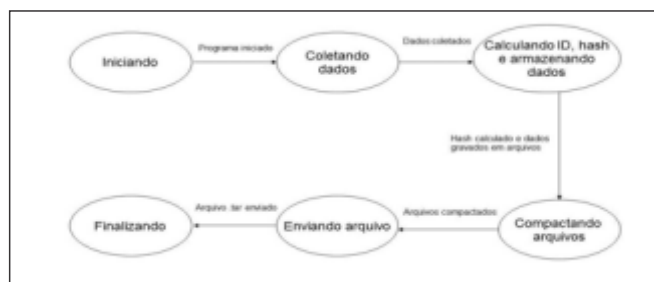 Iniciando
Programa iniciado
Coletando
dados
Dados coletados
Calculando ID, hash
e armazenando
dados
Hash calculado e dados
gravados em arquivos
Compactando
arquivos
Arquivos compactados
Enviando arquivo
Arquivo .tar enviado
Finalizando